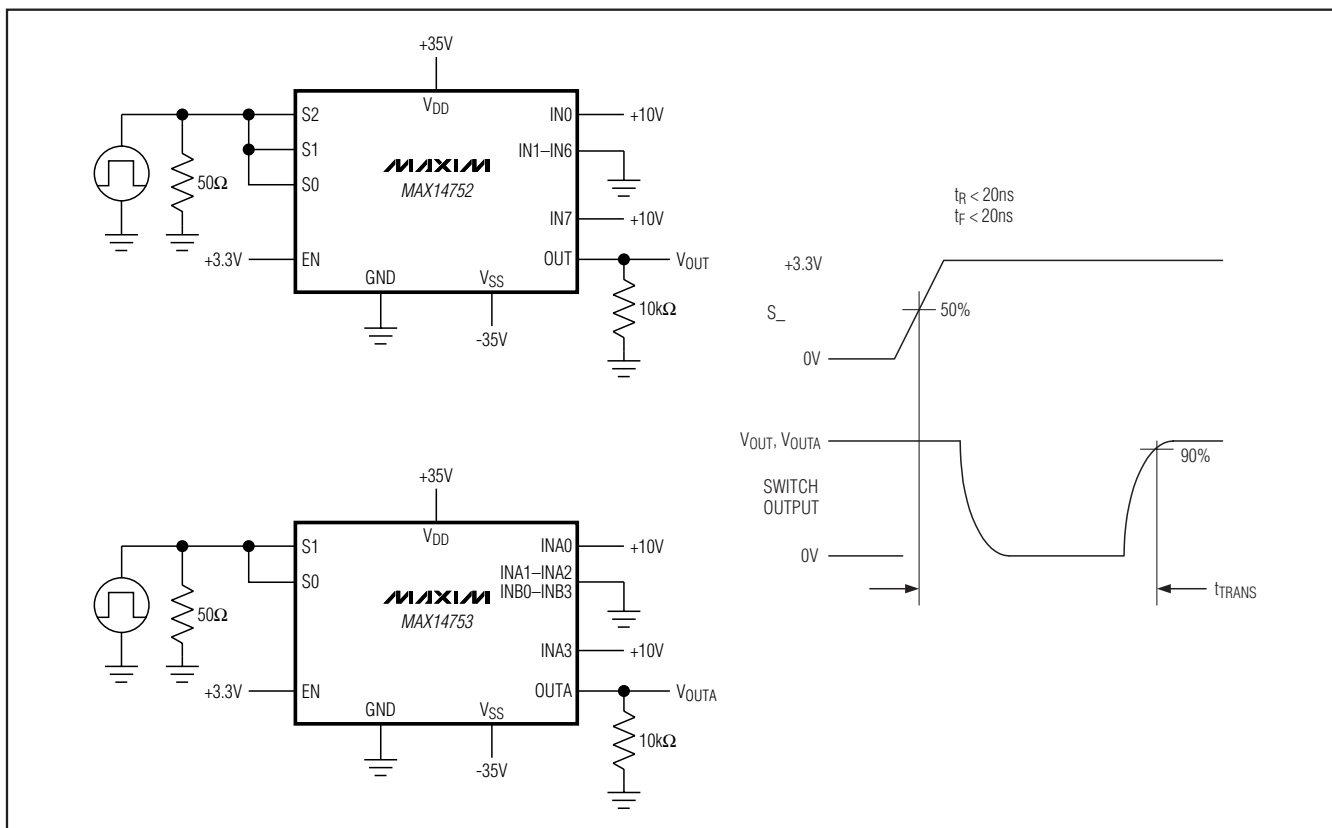 +35V
VDD
S2
S1
S0
50Ω
+3.3V
EN
MAXIM
MAX14752
IN0
+10V
IN1–IN6
IN7
+10V
OUT
VOUT
10kΩ
GND
VSS
-35V
+35V
VDD
S1
S0
50Ω
+3.3V
EN
MAXIM
MAX14753
INA0
+10V
INA1–INA2
INB0–INB3
INA3
+10V
OUTA
VOUTA
10kΩ
GND
VSS
-35V
tR < 20ns
tF < 20ns
+3.3V
S_
50%
0V
VOUT, VOUTA
90%
SWITCH
OUTPUT
0V
tTRANS